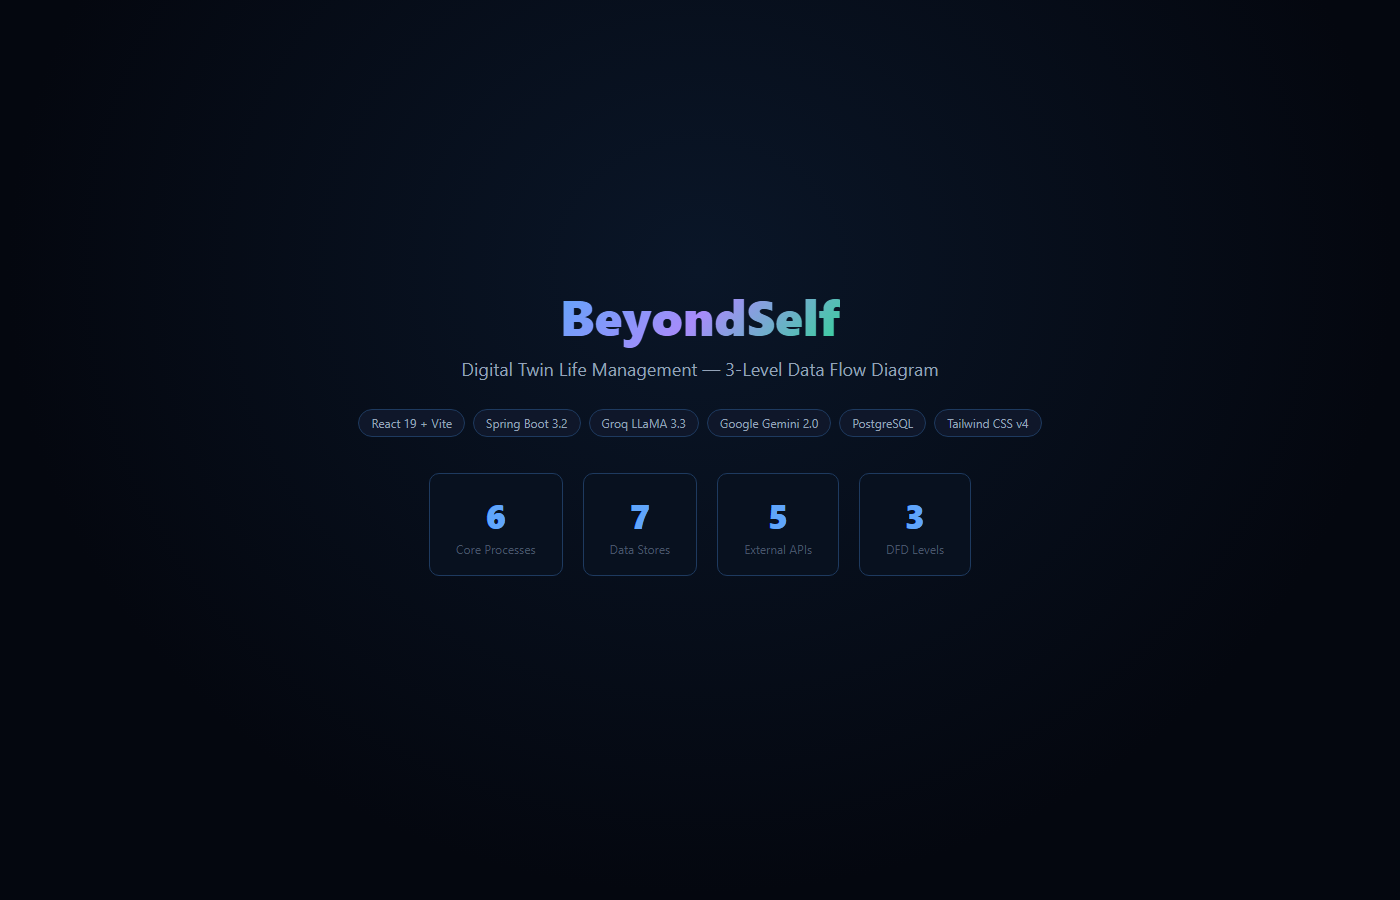 BeyondSelf
Digital Twin Life Management — 3-Level Data Flow Diagram
React 19 + Vite Spring Boot 3.2 Groq LLaMA 3.3 Google Gemini 2.0 PostgreSQL Tailwind CSS v4
6 7 5 3
Core Processes Data Stores External APIs DFD Levels